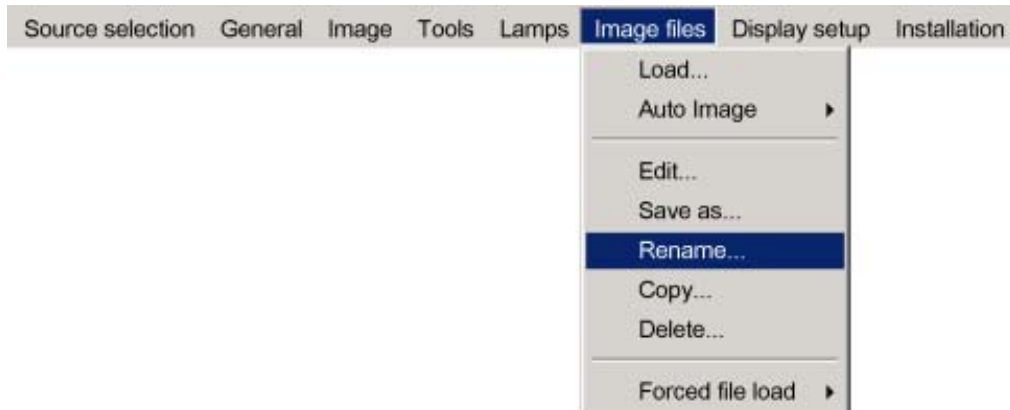 Source selection General Image Tools Lamps Image files Display setup Installation
Load...
Auto Image
Edit...
Save as...
Rename...
Copy...
Delete...
Forced file load